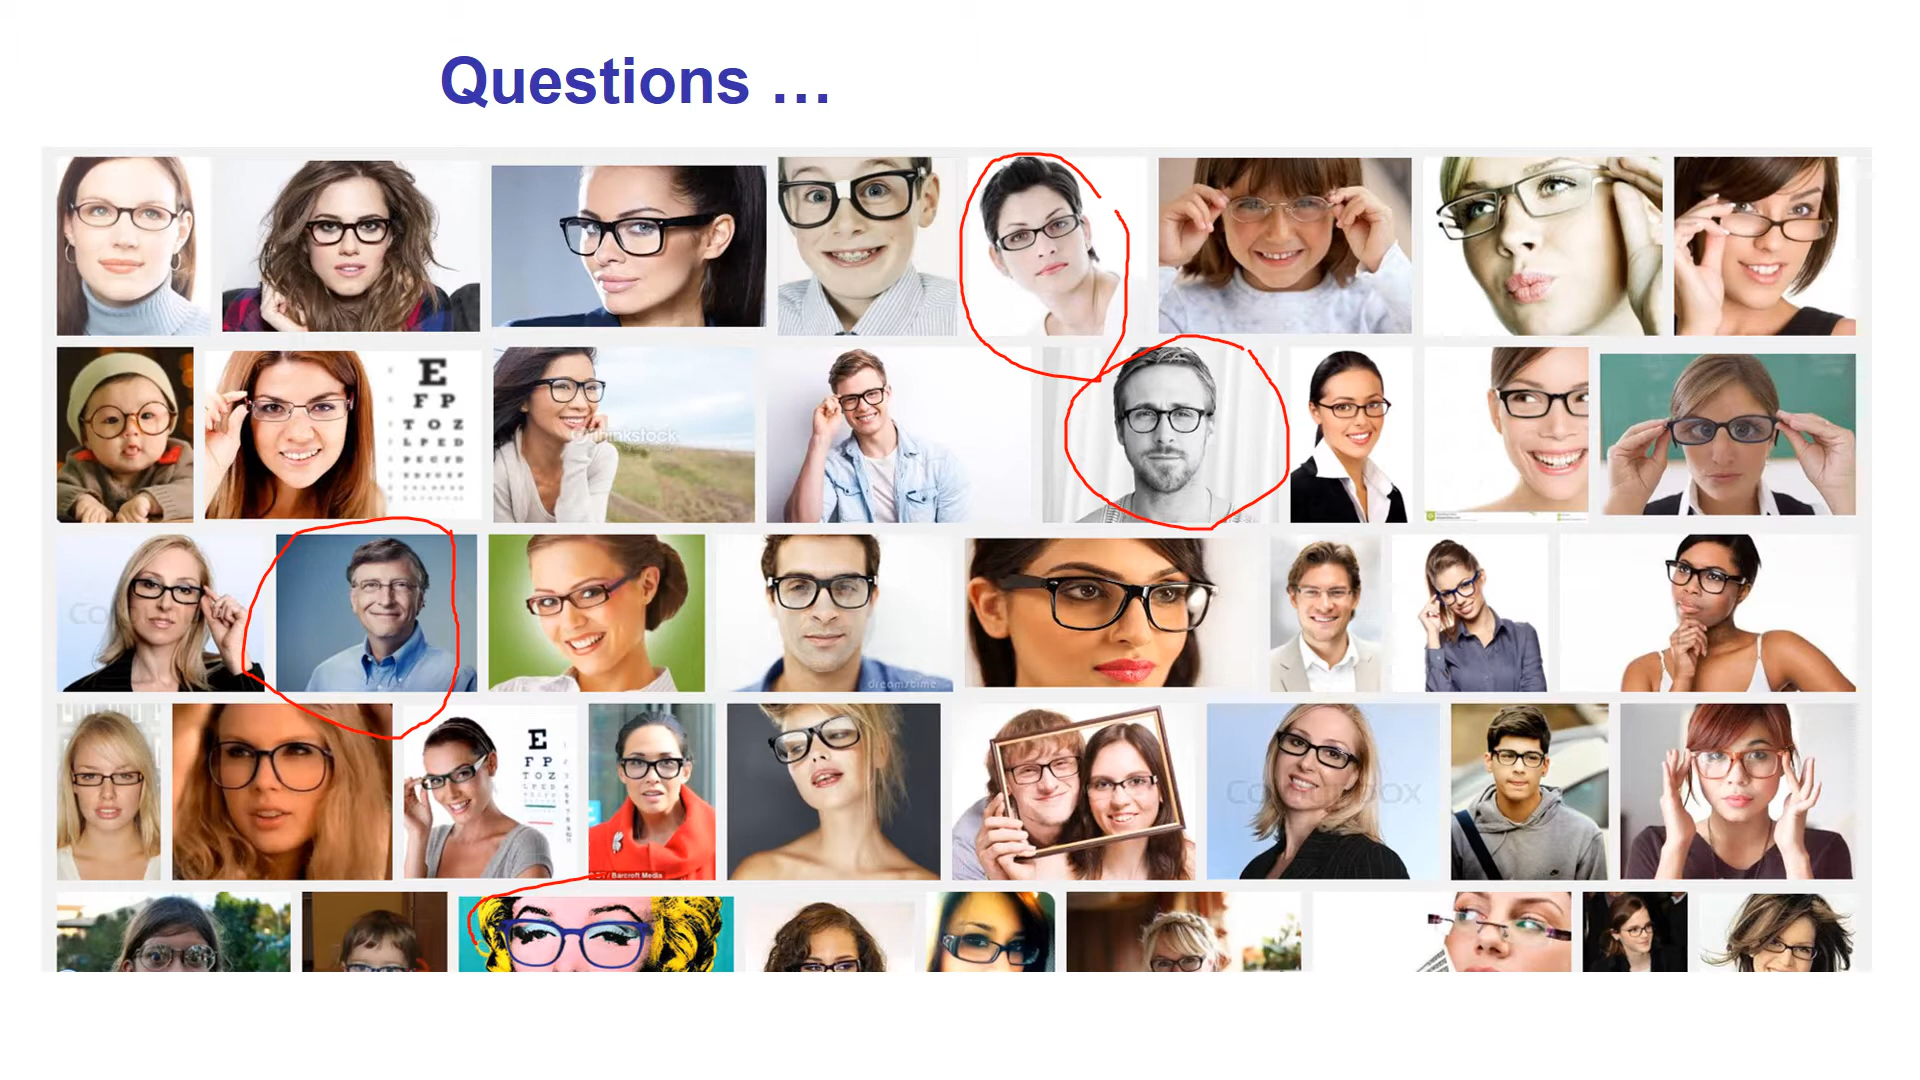 Questions …
E
F P
T O Z
L P E D
P E C F D
thinkstock
dreamstime
E
F P
T O Z
L P E D
Barcroft Media